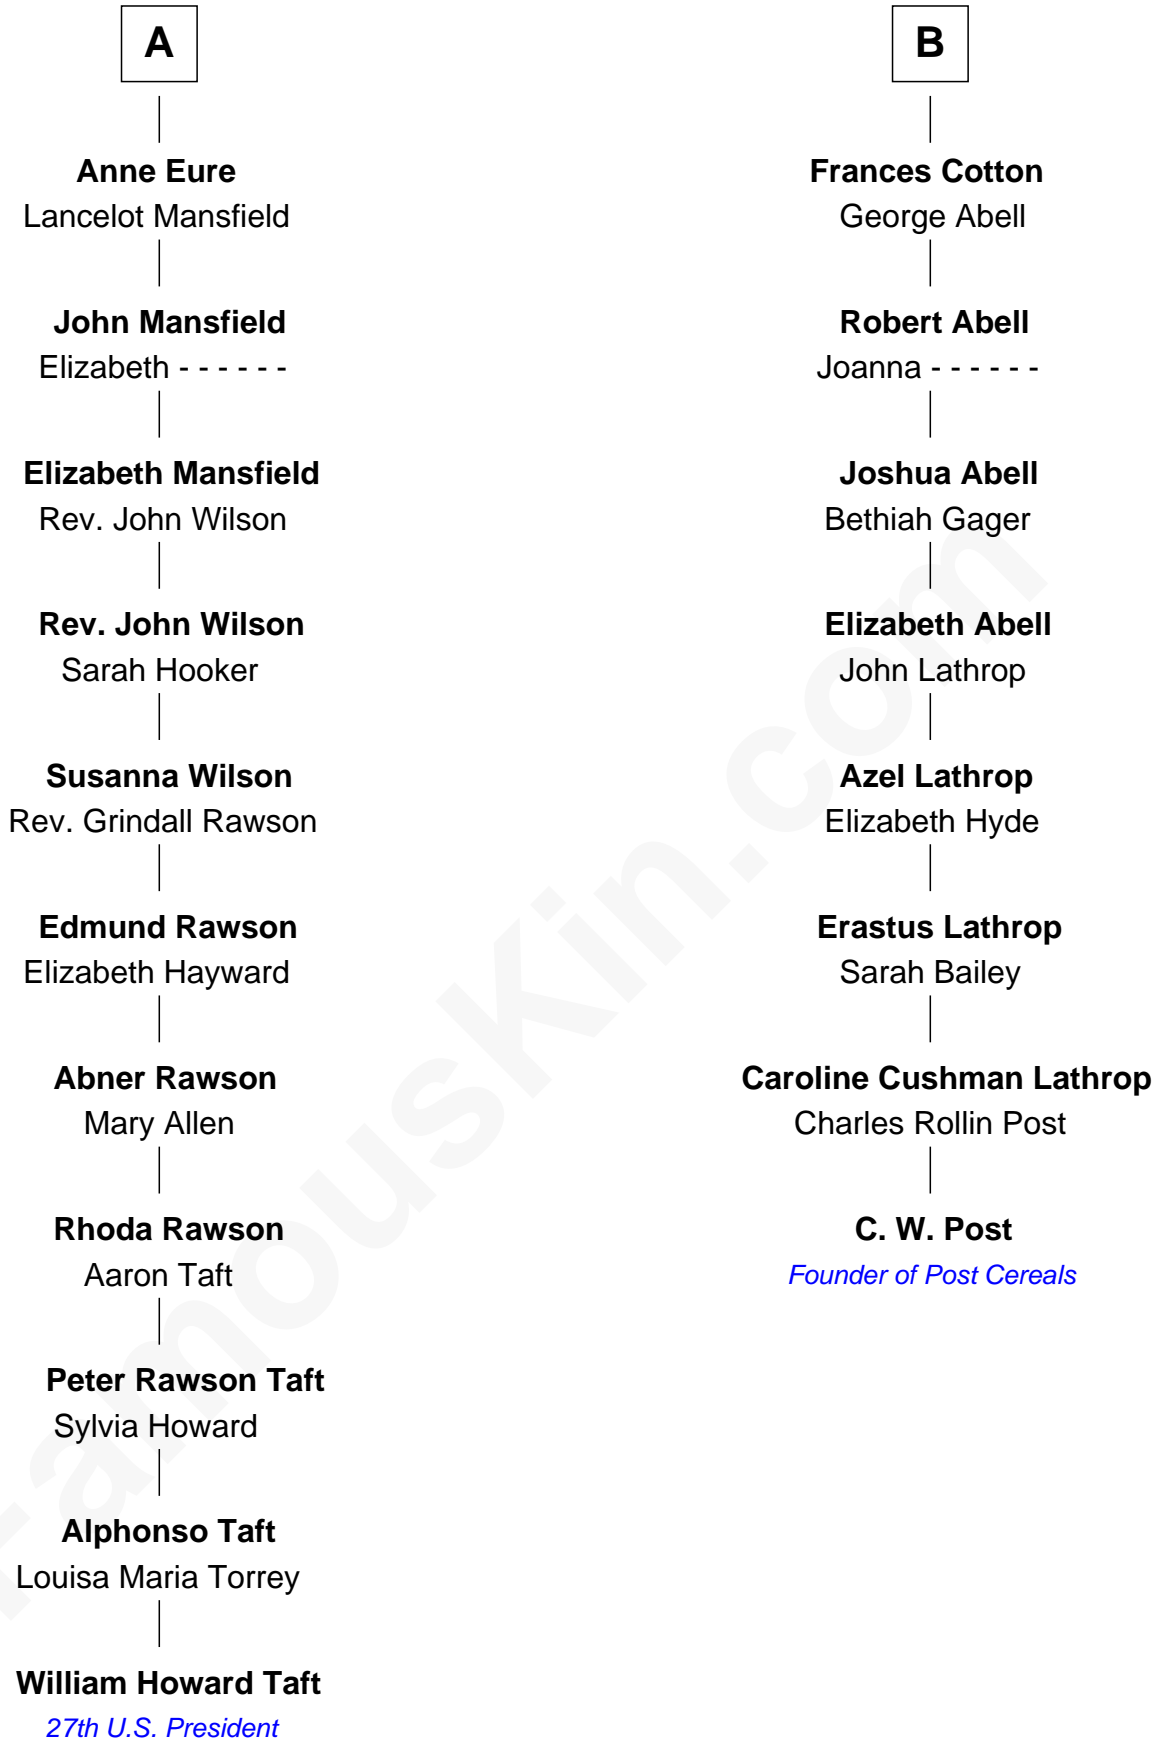 A
Anne Eure
Lancelot Mansfield
John Mansfield
Elizabeth - - - - - -
Elizabeth Mansfield
Rev. John Wilson
Rev. John Wilson
Sarah Hooker
Susanna Wilson
Rev. Grindall Rawson
Edmund Rawson
Elizabeth Hayward
Abner Rawson
Mary Allen
Rhoda Rawson
Aaron Taft
Peter Rawson Taft
Sylvia Howard
Alphonso Taft
Louisa Maria Torrey
William Howard Taft
27th U.S. President
B
Frances Cotton
George Abell
Robert Abell
Joanna - - - - - -
Joshua Abell
Bethiah Gager
Elizabeth Abell
John Lathrop
Azel Lathrop
Elizabeth Hyde
Erastus Lathrop
Sarah Bailey
Caroline Cushman Lathrop
Charles Rollin Post
C. W. Post
Founder of Post Cereals
FamousKin.com